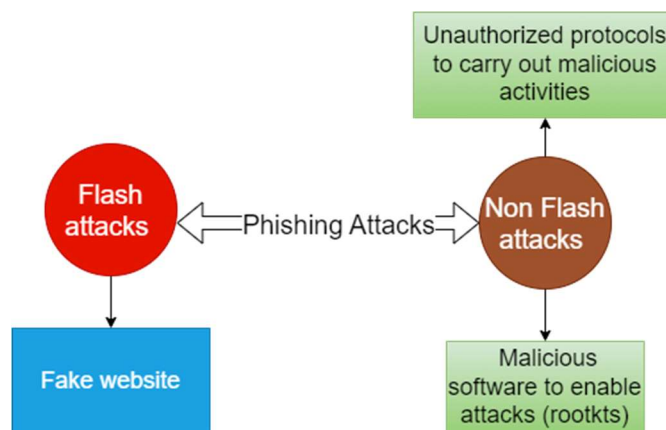 Unauthorized protocols
to carry out malicious
activities
Flash
attacks
Phishing Attacks
Non Flash
attacks
Fake website
Malicious
software to enable
attacks (rootkts)